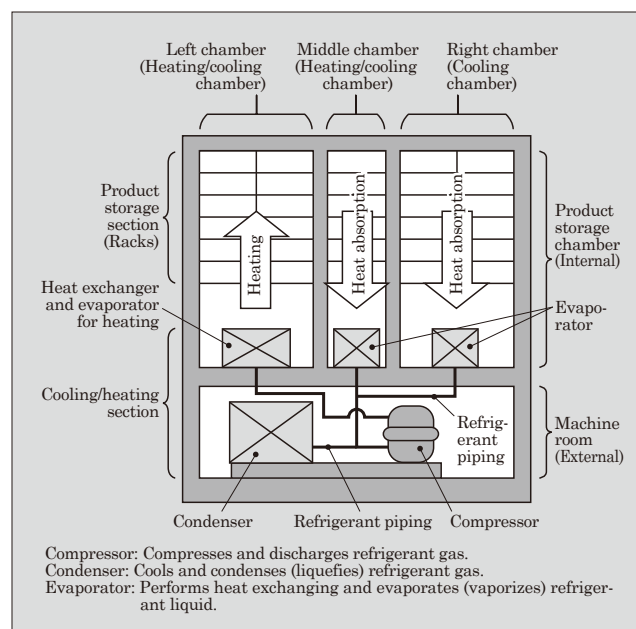 Left chamber
(Heating/cooling
chamber)
Middle chamber
(Heating/cooling
chamber)
Right chamber
(Cooling
chamber)
Product
storage
section
(Racks)
Heating
Heat absorption
Heat absorption
Product
storage
chamber
(Internal)
Heat exchanger
and evaporator
for heating
Evapo-
rator
Cooling/heating
section
Refrig-
erant
piping
Machine
room
(External)
Condenser
Refrigerant piping
Compressor
Compressor: Compresses and discharges refrigerant gas.
Condenser: Cools and condenses (liquefies) refrigerant gas.
Evaporator: Performs heat exchanging and evaporates (vaporizes) refriger-
ant liquid.